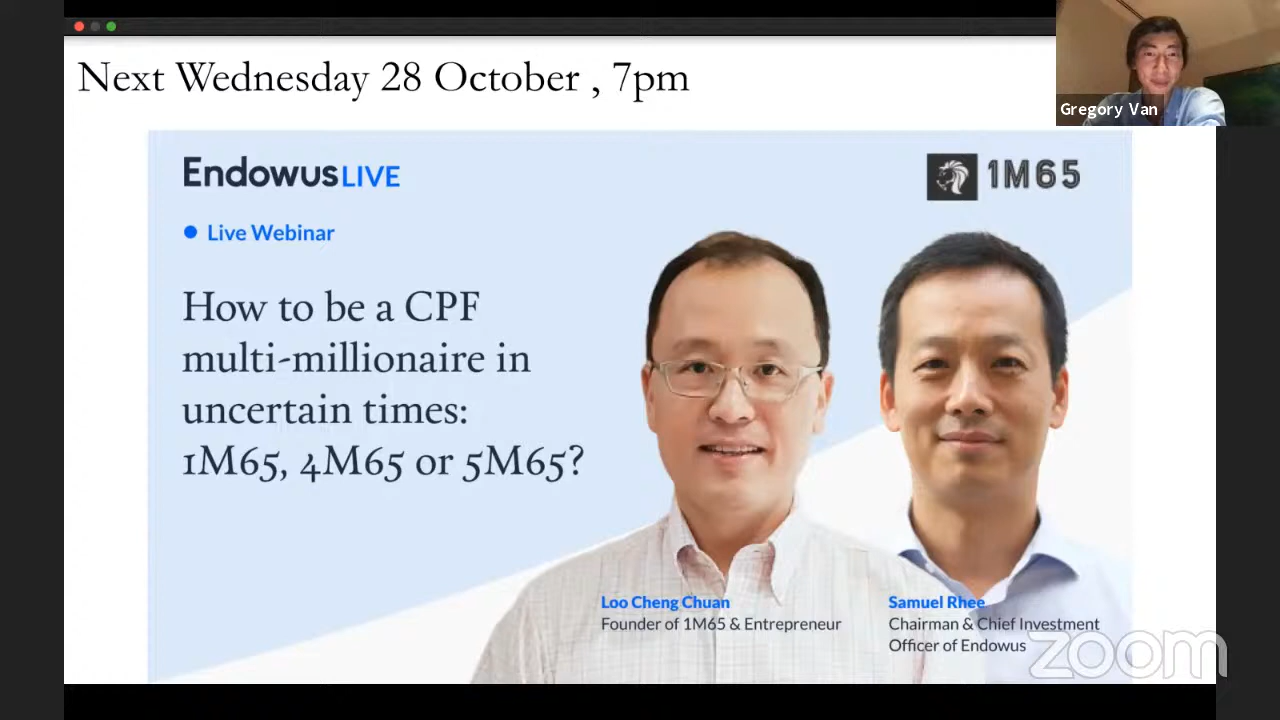 Next Wednesday 28 October , 7pm
Gregory Van
Endowus LIVE
1M65
Live Webinar
How to be a CPF
multi-millionaire in
uncertain times:
1M65, 4M65 or 5M65?
Loo Cheng Chuan
Founder of 1M65 & Entrepreneur
Samuel Rhee
Chairman & Chief Investment
Officer of Endowus
zoom